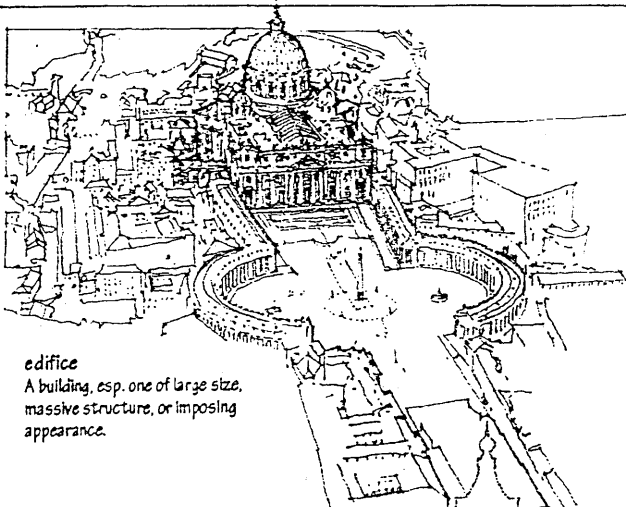 edifice
A building, esp. one of large size,
massive structure, or imposing
appearance.